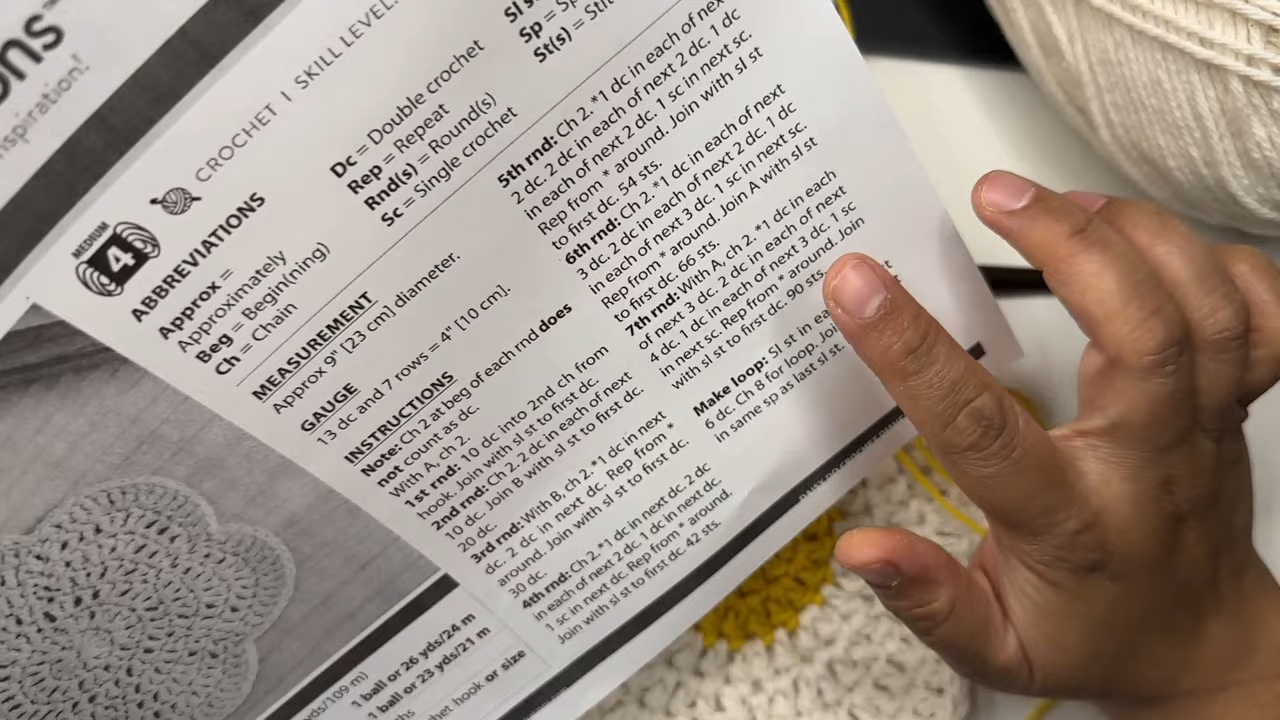 ons
nspiration!
CROCHET I SKILL LEVEL:
MEDIUM
4
ABBREVIATIONS
Approx =
Approximately
Beg = Begin(ning)
Ch = Chain
Dc = Double crochet
Rep = Repeat
Rnd(s) = Round(s)
Sc = Single crochet
Sl
Sp = Sp
St(s) = Stit
MEASUREMENT
Approx 9" [23 cm] diameter.
GAUGE
13 dc and 7 rows = 4" [10 cm].
INSTRUCTIONS
Note: Ch 2 at beg of each rnd does
not count as dc.
With A, ch 2.
1st rnd: 10 dc into 2nd ch from
hook. Join with sl st to first dc.
2nd rnd: Ch 2. 2 dc in each of next
10 dc. Join B with sl st to first dc.
20 dc.
3rd rnd: With B, ch 2. *1 dc in next
dc. 2 dc in next dc. Rep from *
around. Join with sl st to first dc.
30 dc.
4th rnd: Ch 2. *1 dc in next dc. 2 dc
in each of next 2 dc. 1 dc in next dc.
1 sc in next dc. Rep from * around.
Join with sl st to first dc. 42 sts.
5th rnd: Ch 2. *1 dc in each of next
2 dc. 2 dc in each of next 2 dc. 1 dc
in each of next 2 dc. 1 sc in next sc.
Rep from * around. Join with sl st
to first dc. 54 sts.
6th rnd: Ch 2. *1 dc in each of next
3 dc. 2 dc in each of next 2 dc. 1 dc
in each of next 3 dc. 1 sc in next sc.
Rep from * around. Join A with sl st
to first dc. 66 sts.
7th rnd: With A, ch 2. *1 dc in each
of next 3 dc. 2 dc in each of next
4 dc. 1 dc in each of next 3 dc. 1 sc
in next sc. Rep from * around. Join
with sl st to first dc. 90 sts.
Make loop: Sl st in ea
6 dc. Ch 8 for loop. Joi
in same sp as last sl st.
yds/109 m)
1 ball or 26 yds/24 m
1 ball or 23 yds/21 m
het hook or size